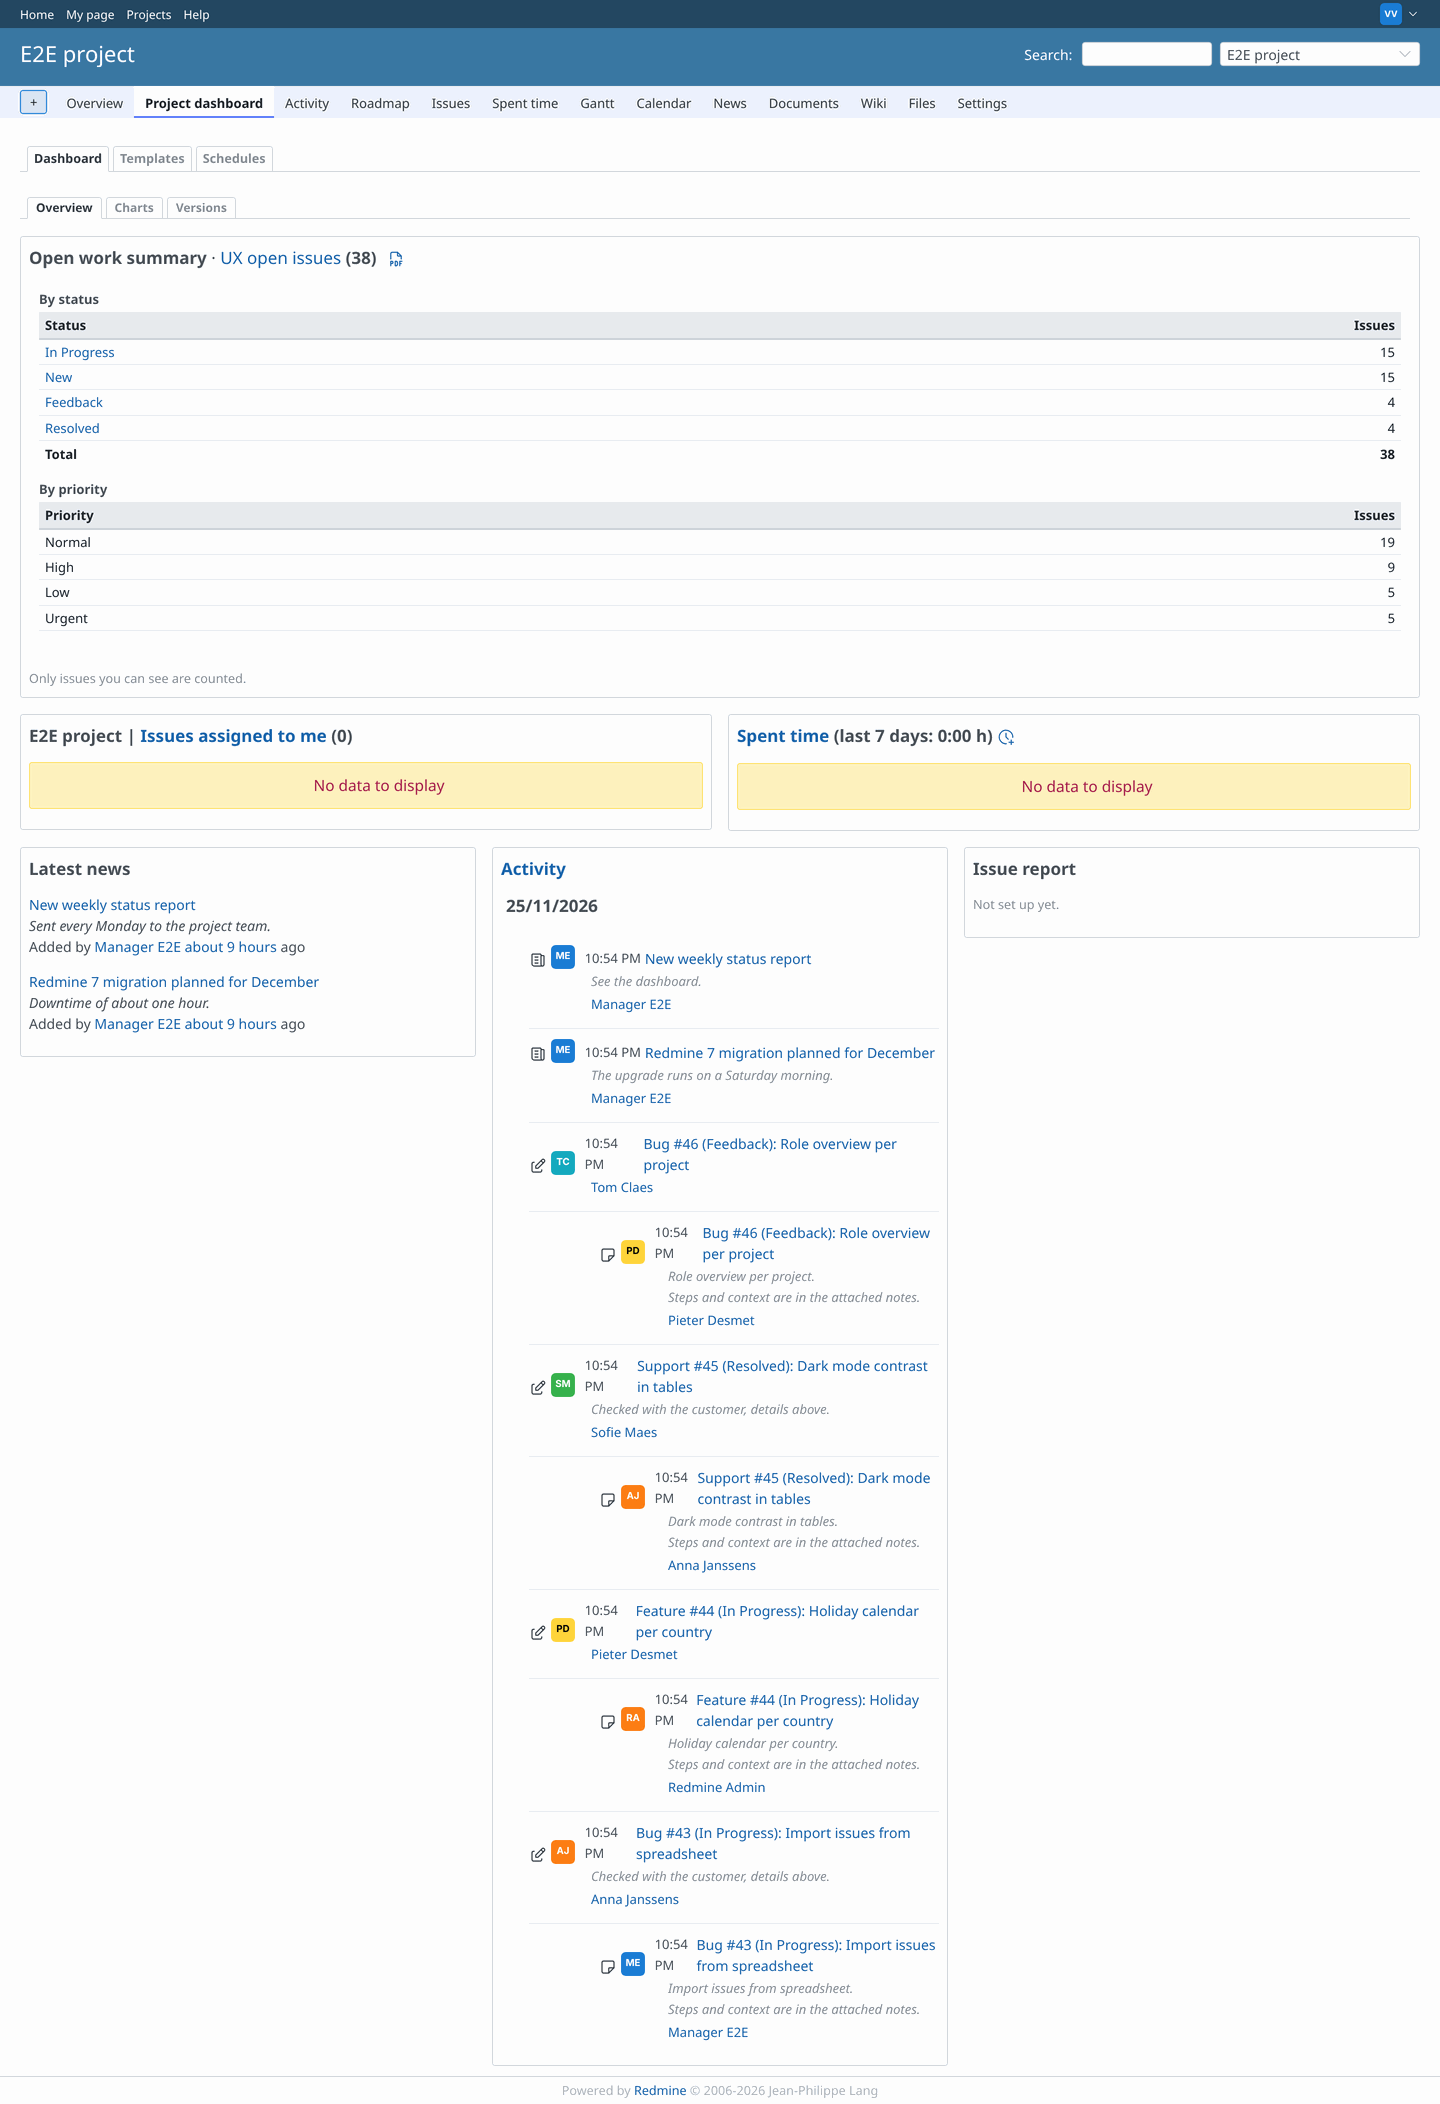 Home My page Projects Help
VV
E2E project
Search:
E2E project
+ Overview Project dashboard Activity Roadmap Issues Spent time Gantt Calendar News Documents Wiki Files Settings
Dashboard Templates Schedules
Overview Charts Versions
Open work summary · UX open issues (38) PDF
By status
Status Issues
In Progress 15
New 15
Feedback 4
Resolved 4
Total 38
By priority
Priority Issues
Normal 19
High 9
Low 5
Urgent 5
Only issues you can see are counted.
E2E project | Issues assigned to me (0)
No data to display
Spent time (last 7 days: 0:00 h)
No data to display
Latest news
New weekly status report
Sent every Monday to the project team.
Added by Manager E2E about 9 hours ago
Redmine 7 migration planned for December
Downtime of about one hour.
Added by Manager E2E about 9 hours ago
Activity
25/11/2026
ME 10:54 PM New weekly status report
See the dashboard.
Manager E2E
ME 10:54 PM Redmine 7 migration planned for December
The upgrade runs on a Saturday morning.
Manager E2E
10:54 Bug #46 (Feedback): Role overview per
TC PM project
Tom Claes
10:54 Bug #46 (Feedback): Role overview
PD PM per project
Role overview per project.
Steps and context are in the attached notes.
Pieter Desmet
10:54 Support #45 (Resolved): Dark mode contrast
SM PM in tables
Checked with the customer, details above.
Sofie Maes
10:54 Support #45 (Resolved): Dark mode
AJ PM contrast in tables
Dark mode contrast in tables.
Steps and context are in the attached notes.
Anna Janssens
10:54 Feature #44 (In Progress): Holiday calendar
PD PM per country
Pieter Desmet
10:54 Feature #44 (In Progress): Holiday
RA PM calendar per country
Holiday calendar per country.
Steps and context are in the attached notes.
Redmine Admin
10:54 Bug #43 (In Progress): Import issues from
AJ PM spreadsheet
Checked with the customer, details above.
Anna Janssens
10:54 Bug #43 (In Progress): Import issues
ME PM from spreadsheet
Import issues from spreadsheet.
Steps and context are in the attached notes.
Manager E2E
Issue report
Not set up yet.
Powered by Redmine © 2006-2026 Jean-Philippe Lang